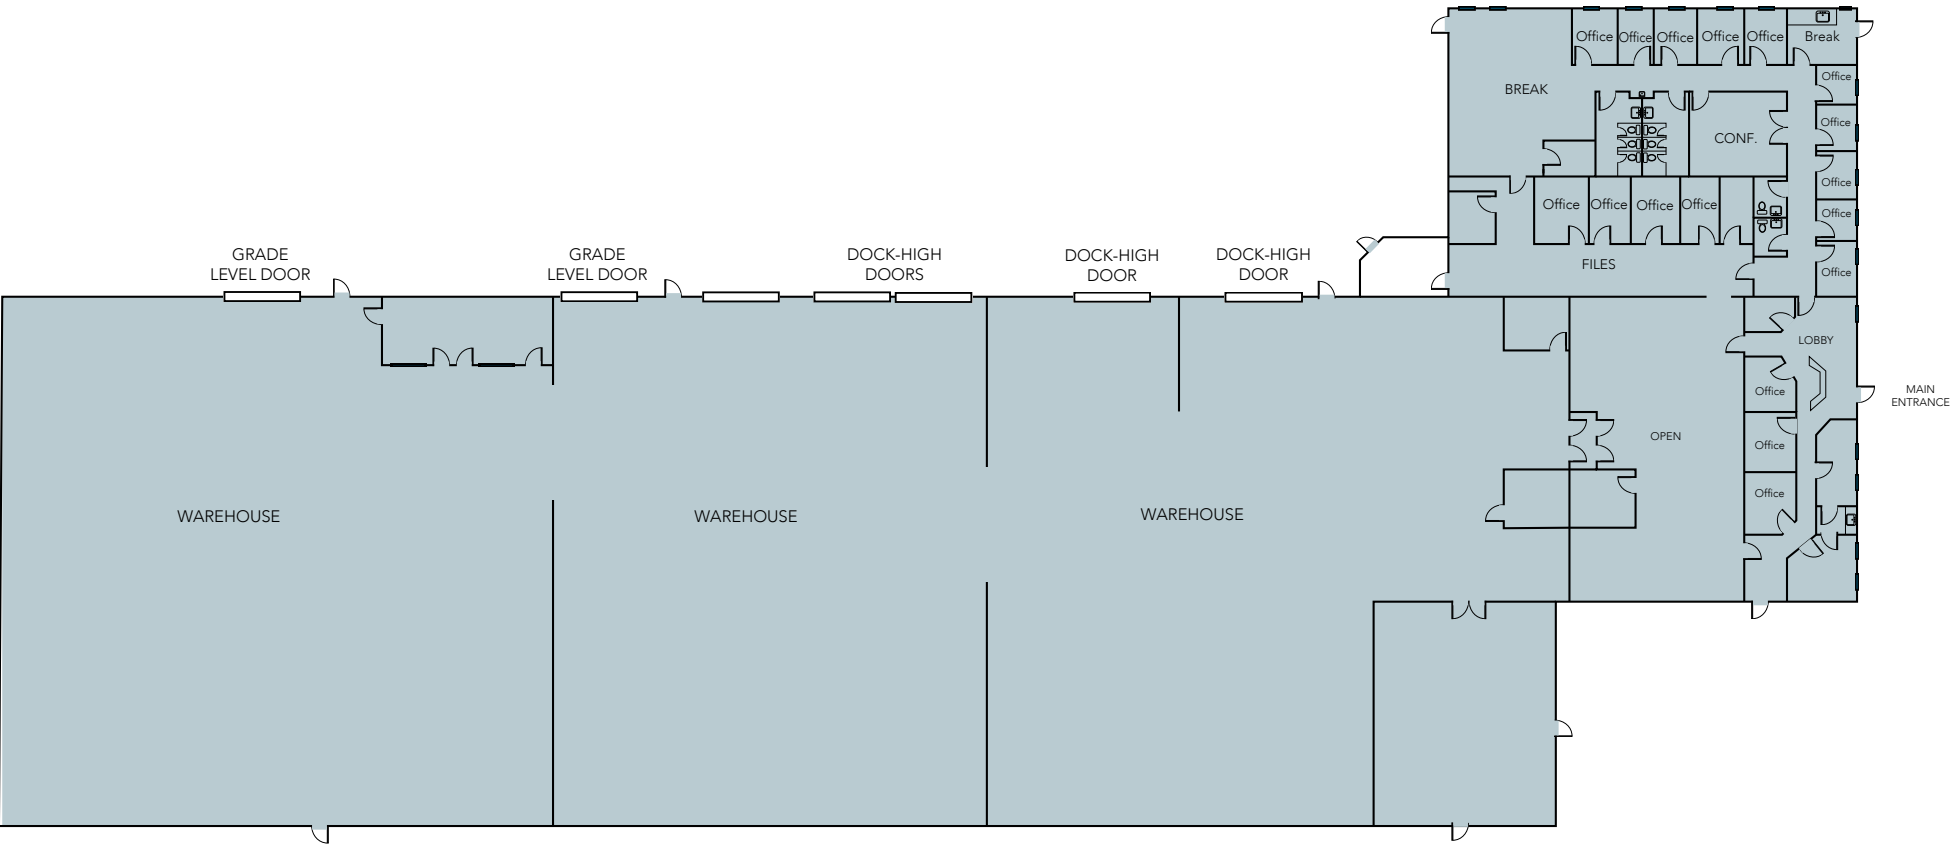 Office
Office
Office
Office
Office
Break
Office
BREAK
Office
CONF.
Office
Office
Office
Office
Office
Office
Office
GRADE
LEVEL DOOR
GRADE
LEVEL DOOR
DOCK-HIGH
DOORS
DOCK-HIGH
DOOR
DOCK-HIGH
DOOR
FILES
Office
LOBBY
Office
MAIN
ENTRANCE
OPEN
Office
Office
WAREHOUSE
WAREHOUSE
WAREHOUSE